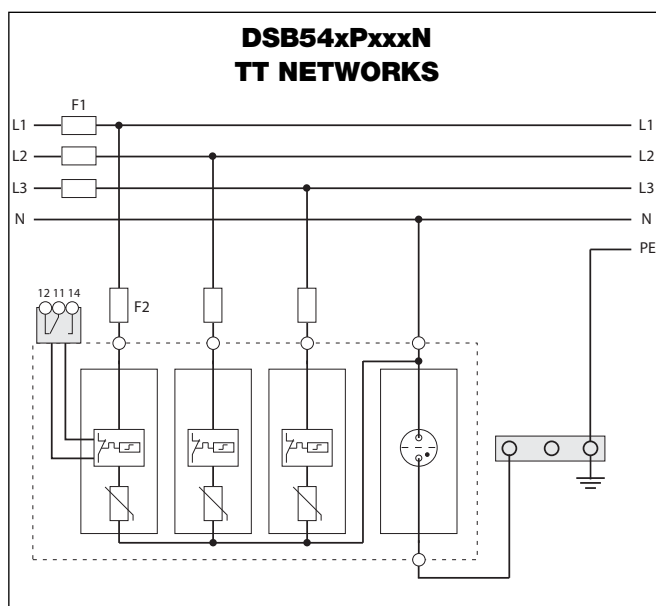 DSB54xPxxxN
TT NETWORKS
F1
L1 L1
L2 L2
L3 L3
N N
PE
12 11 14
F2